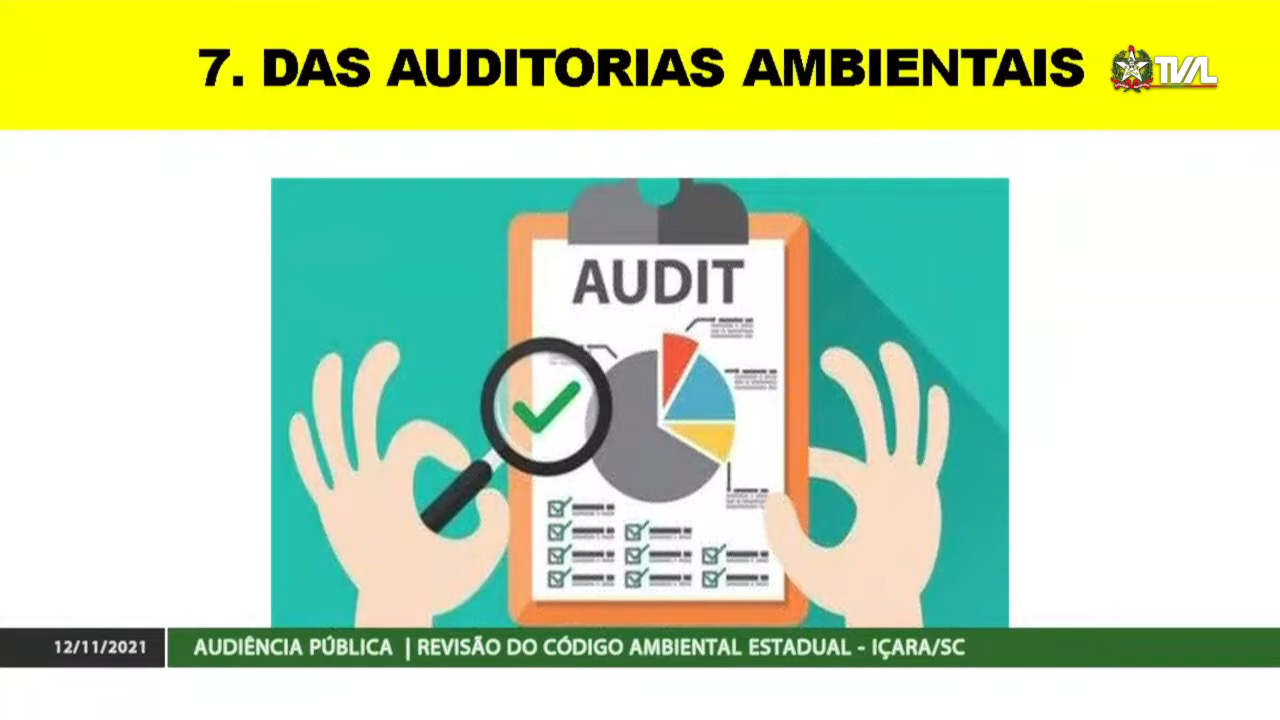 7. DAS AUDITORIAS AMBIENTAIS
TVAL
AUDIT
12/11/2021
AUDIÊNCIA PÚBLICA | REVISÃO DO CÓDIGO AMBIENTAL ESTADUAL - IÇARA/SC